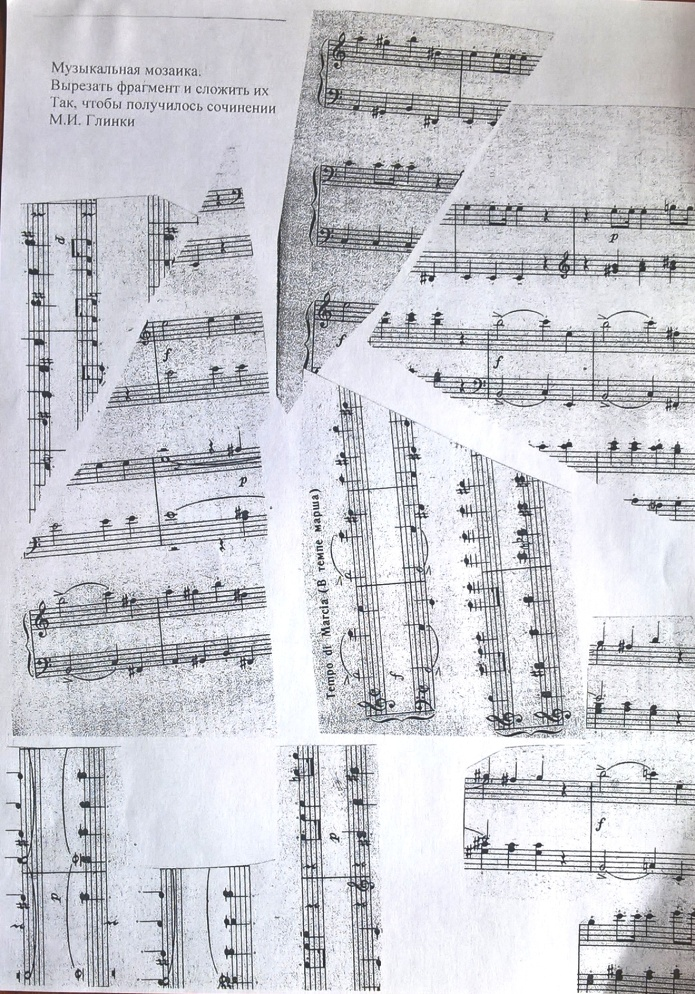 Музыкальная мозаика.
Вырезать фрагмент и сложить их
Так, чтобы получилось сочинении
М.И. Глинки
p
f
p
f
p
f
Tempo di Marcia (В темпе марша)
f
p
p
f